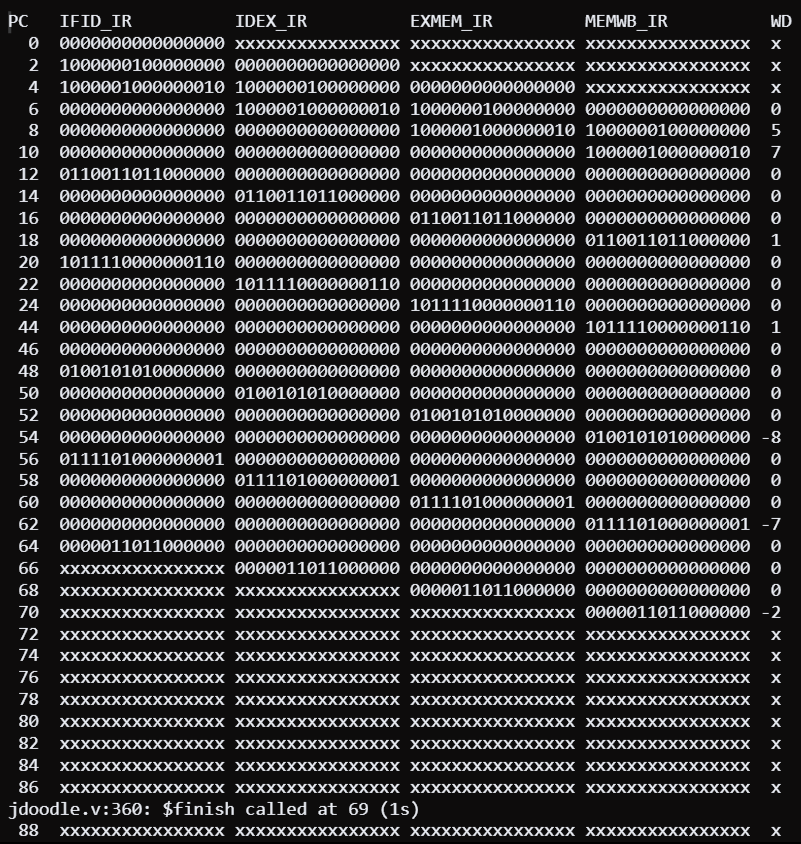 PC   IFID_IR          IDEX_IR          EXMEM_IR         MEMWB_IR          WD
  0  0000000000000000 xxxxxxxxxxxxxxxx xxxxxxxxxxxxxxxx xxxxxxxxxxxxxxxx  x
  2  1000000100000000 0000000000000000 xxxxxxxxxxxxxxxx xxxxxxxxxxxxxxxx  x
  4  1000001000000010 1000000100000000 0000000000000000 xxxxxxxxxxxxxxxx  x
  6  0000000000000000 1000001000000010 1000000100000000 0000000000000000  0
  8  0000000000000000 0000000000000000 1000001000000010 1000000100000000  5
 10  0000000000000000 0000000000000000 0000000000000000 1000001000000010  7
 12  0110011011000000 0000000000000000 0000000000000000 0000000000000000  0
 14  0000000000000000 0110011011000000 0000000000000000 0000000000000000  0
 16  0000000000000000 0000000000000000 0110011011000000 0000000000000000  0
 18  0000000000000000 0000000000000000 0000000000000000 0110011011000000  1
 20  1011110000000110 0000000000000000 0000000000000000 0000000000000000  0
 22  0000000000000000 1011110000000110 0000000000000000 0000000000000000  0
 24  0000000000000000 0000000000000000 1011110000000110 0000000000000000  0
 44  0000000000000000 0000000000000000 0000000000000000 1011110000000110  1
 46  0000000000000000 0000000000000000 0000000000000000 0000000000000000  0
 48  0100101010000000 0000000000000000 0000000000000000 0000000000000000  0
 50  0000000000000000 0100101010000000 0000000000000000 0000000000000000  0
 52  0000000000000000 0000000000000000 0100101010000000 0000000000000000  0
 54  0000000000000000 0000000000000000 0000000000000000 0100101010000000 -8
 56  0111101000000001 0000000000000000 0000000000000000 0000000000000000  0
 58  0000000000000000 0111101000000001 0000000000000000 0000000000000000  0
 60  0000000000000000 0000000000000000 0111101000000001 0000000000000000  0
 62  0000000000000000 0000000000000000 0000000000000000 0111101000000001 -7
 64  0000011011000000 0000000000000000 0000000000000000 0000000000000000  0
 66  xxxxxxxxxxxxxxxx 0000011011000000 0000000000000000 0000000000000000  0
 68  xxxxxxxxxxxxxxxx xxxxxxxxxxxxxxxx 0000011011000000 0000000000000000  0
 70  xxxxxxxxxxxxxxxx xxxxxxxxxxxxxxxx xxxxxxxxxxxxxxxx 0000011011000000 -2
 72  xxxxxxxxxxxxxxxx xxxxxxxxxxxxxxxx xxxxxxxxxxxxxxxx xxxxxxxxxxxxxxxx  x
 74  xxxxxxxxxxxxxxxx xxxxxxxxxxxxxxxx xxxxxxxxxxxxxxxx xxxxxxxxxxxxxxxx  x
 76  xxxxxxxxxxxxxxxx xxxxxxxxxxxxxxxx xxxxxxxxxxxxxxxx xxxxxxxxxxxxxxxx  x
 78  xxxxxxxxxxxxxxxx xxxxxxxxxxxxxxxx xxxxxxxxxxxxxxxx xxxxxxxxxxxxxxxx  x
 80  xxxxxxxxxxxxxxxx xxxxxxxxxxxxxxxx xxxxxxxxxxxxxxxx xxxxxxxxxxxxxxxx  x
 82  xxxxxxxxxxxxxxxx xxxxxxxxxxxxxxxx xxxxxxxxxxxxxxxx xxxxxxxxxxxxxxxx  x
 84  xxxxxxxxxxxxxxxx xxxxxxxxxxxxxxxx xxxxxxxxxxxxxxxx xxxxxxxxxxxxxxxx  x
 86  xxxxxxxxxxxxxxxx xxxxxxxxxxxxxxxx xxxxxxxxxxxxxxxx xxxxxxxxxxxxxxxx  x
jdoodle.v:360: $finish called at 69 (1s)
 88  xxxxxxxxxxxxxxxx xxxxxxxxxxxxxxxx xxxxxxxxxxxxxxxx xxxxxxxxxxxxxxxx  x